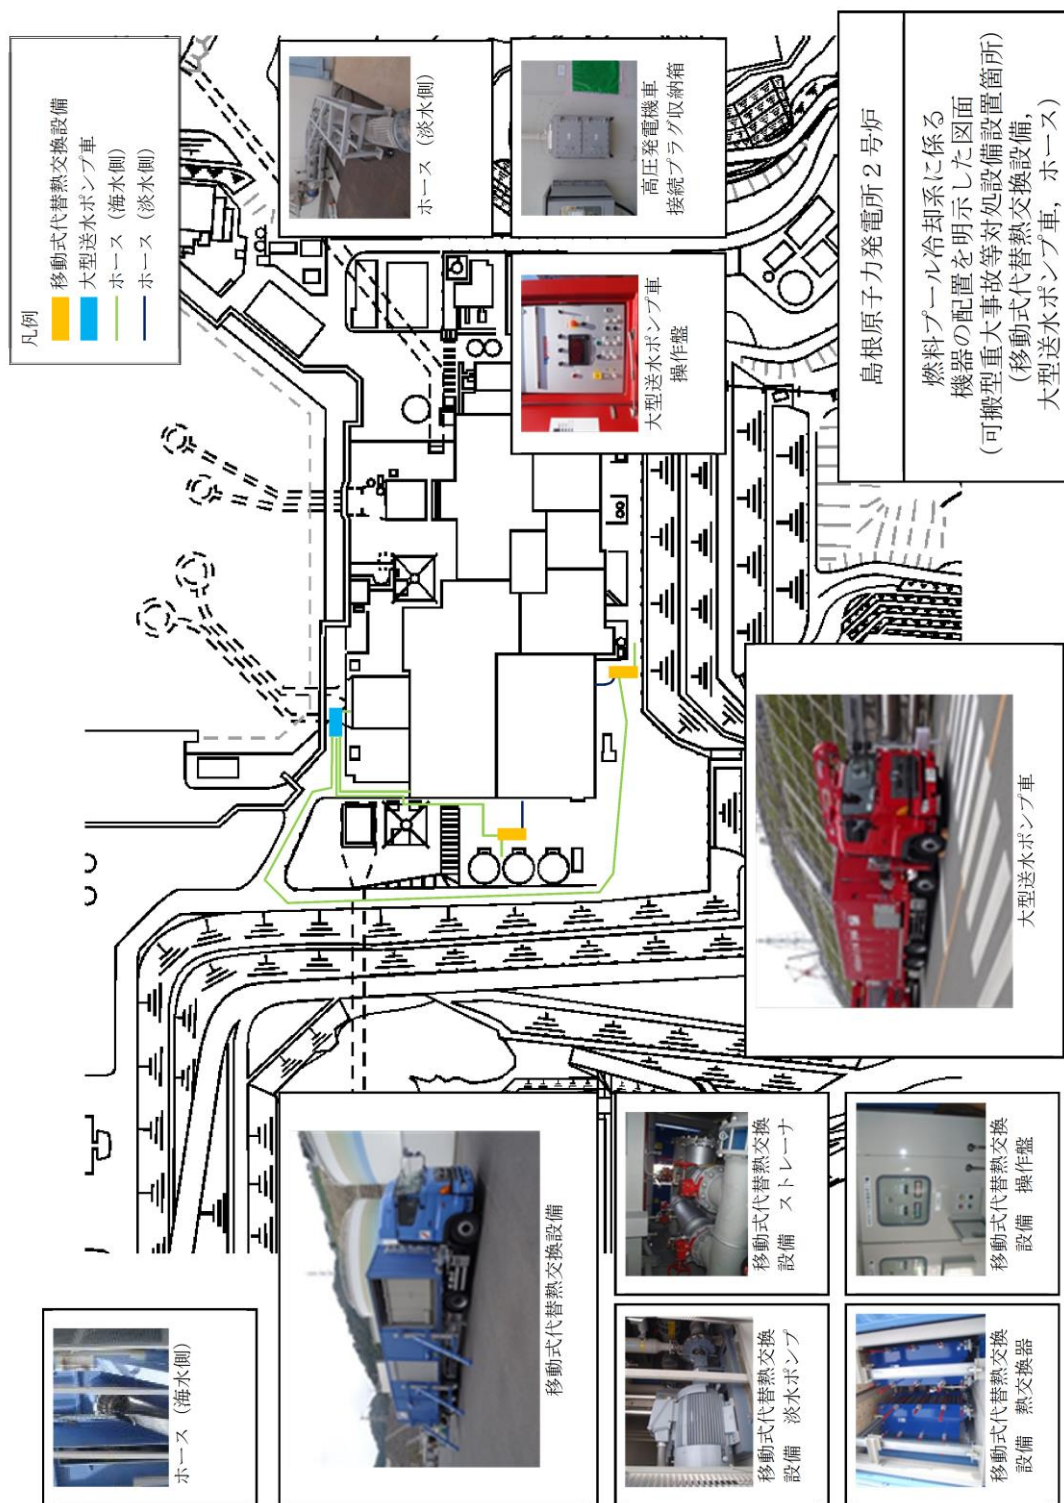 凡例
移動式代替熱交換設備
大型送水ポンプ車
ホース（海水側）
ホース（淡水側）
ホース（海水側）
移動式代替熱交換設備
ホース（淡水側）
高圧発電機車
接続プラグ収納箱
大型送水ポンプ車
操作盤
移動式代替熱交換
設備　淡水ポンプ
移動式代替熱交換
設備　ストレーナ
移動式代替熱交換
設備　熱交換器
移動式代替熱交換
設備　操作盤
大型送水ポンプ車
島根原子力発電所２号炉
燃料プール冷却系に係る
機器の配置を明示した図面
(可搬型重大事故等対処設備設置箇所)
(移動式代替熱交換設備,
大型送水ポンプ車, ホース)